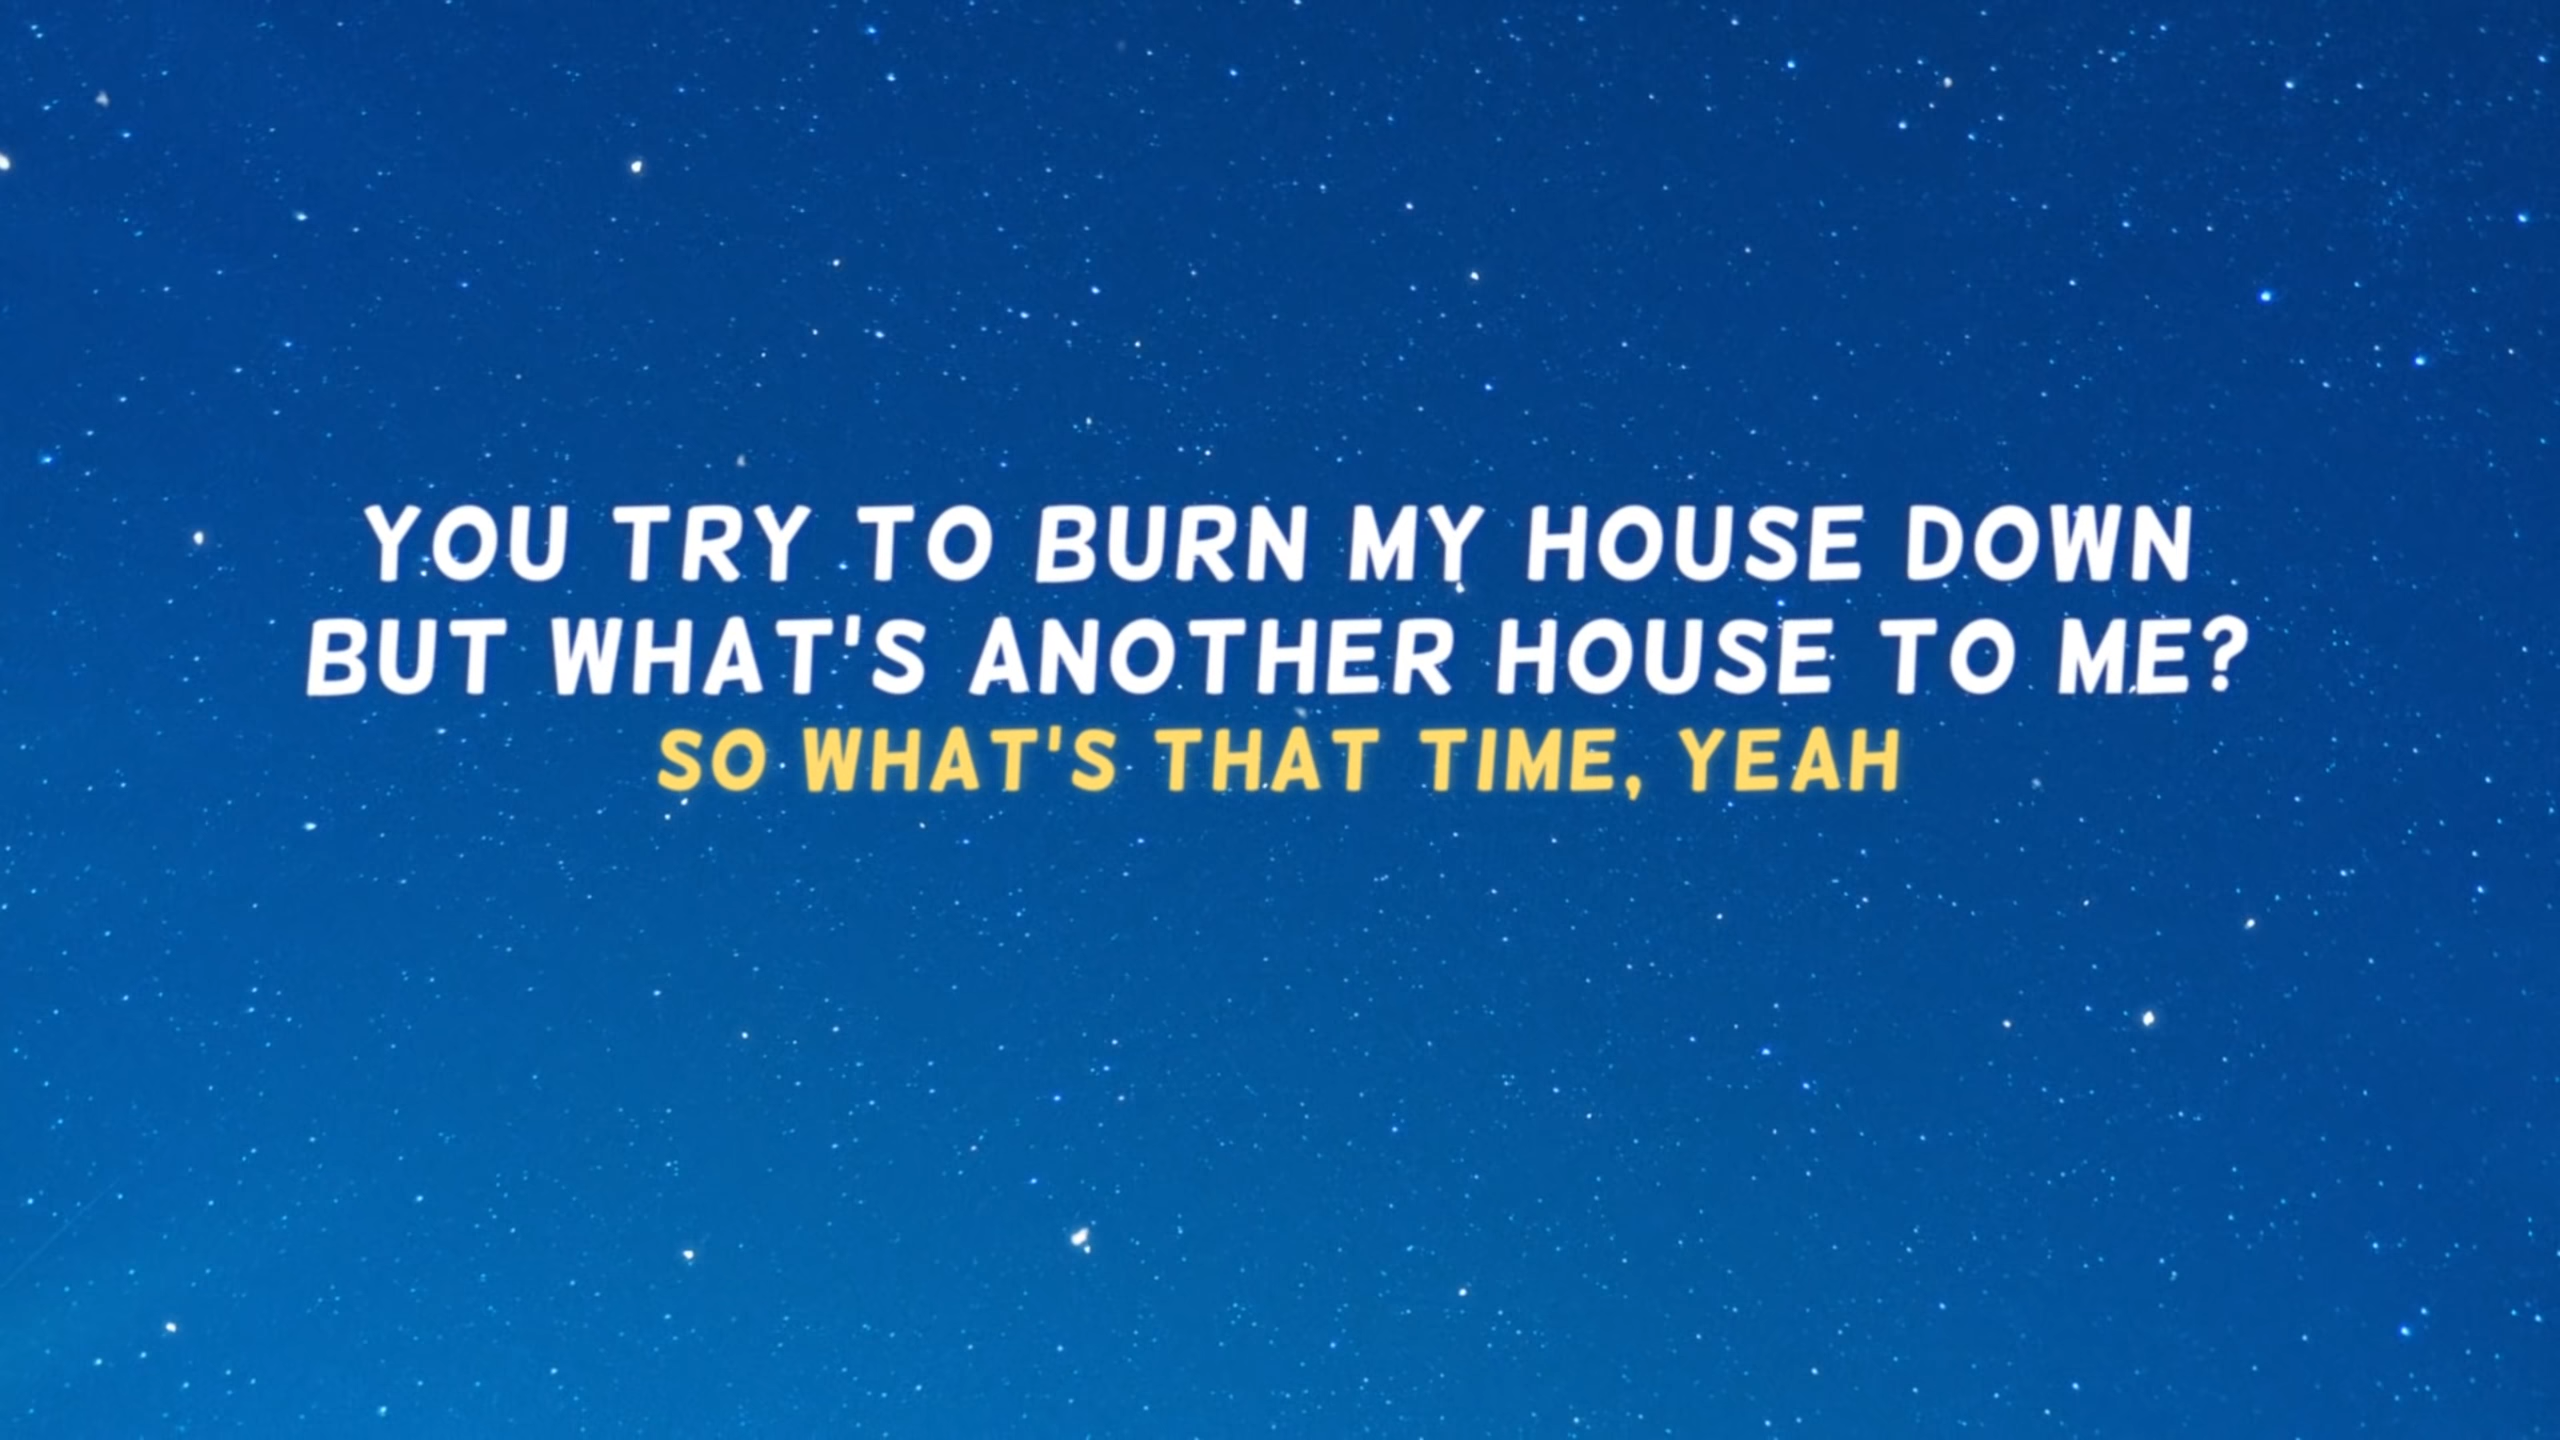 YOU TRY TO BURN MY HOUSE DOWN
BUT WHAT'S ANOTHER HOUSE TO ME?
SO WHAT'S THAT TIME, YEAH